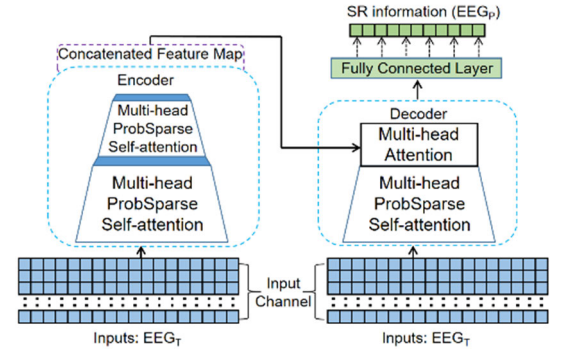 SR information (EEG_P)
Concatenated Feature Map
Fully Connected Layer
Encoder
Multi-head
ProbSparse
Self-attention
Multi-head
ProbSparse
Self-attention
Decoder
Multi-head
Attention
Multi-head
ProbSparse
Self-attention
Input
Channel
Inputs: EEG_T
Inputs: EEG_T